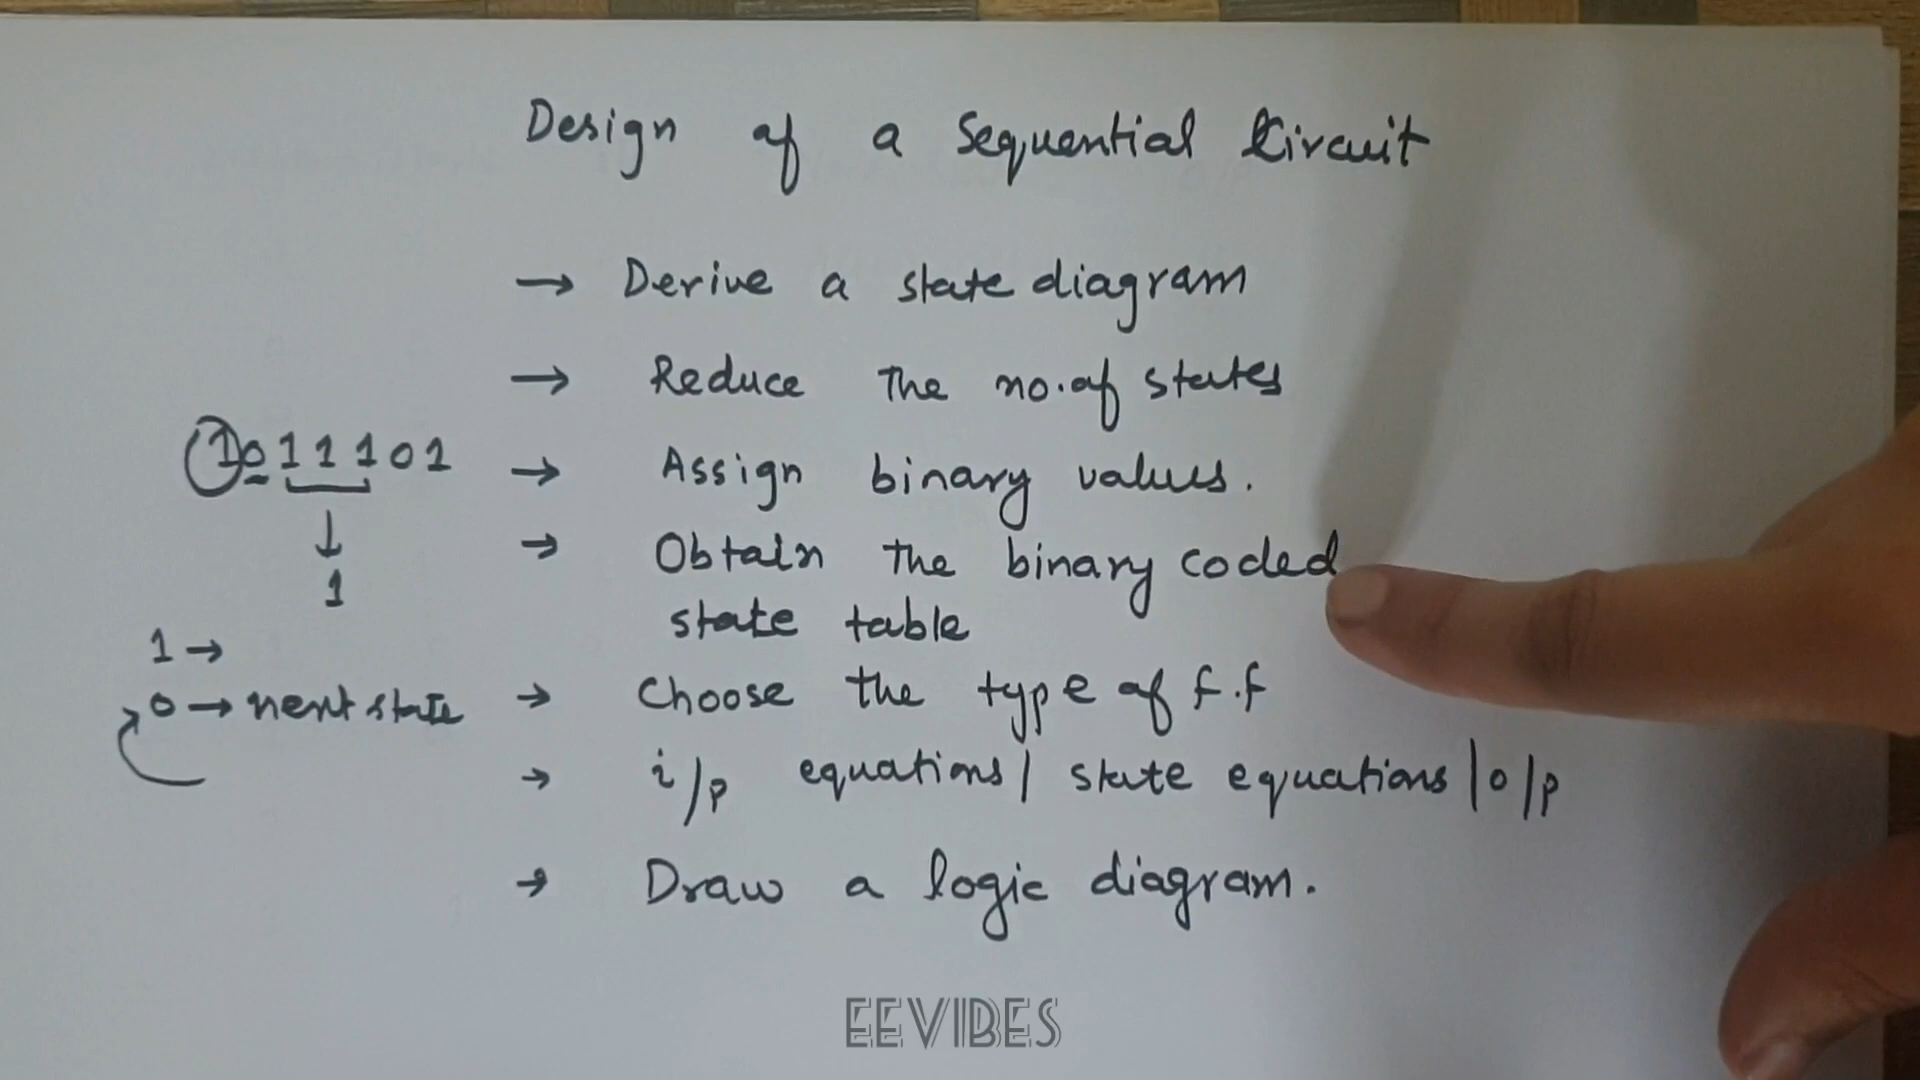 Design of a Sequential Circuit
→ Derive a state diagram
→ Reduce The no. of states
1011101
→ Assign binary values.
↓
1
→ Obtain The binary coded
state table
1 →
0 → next state
→ Choose the type of f.f
→ i/p equations / state equations / o/p
→ Draw a logic diagram.
EEVIBES